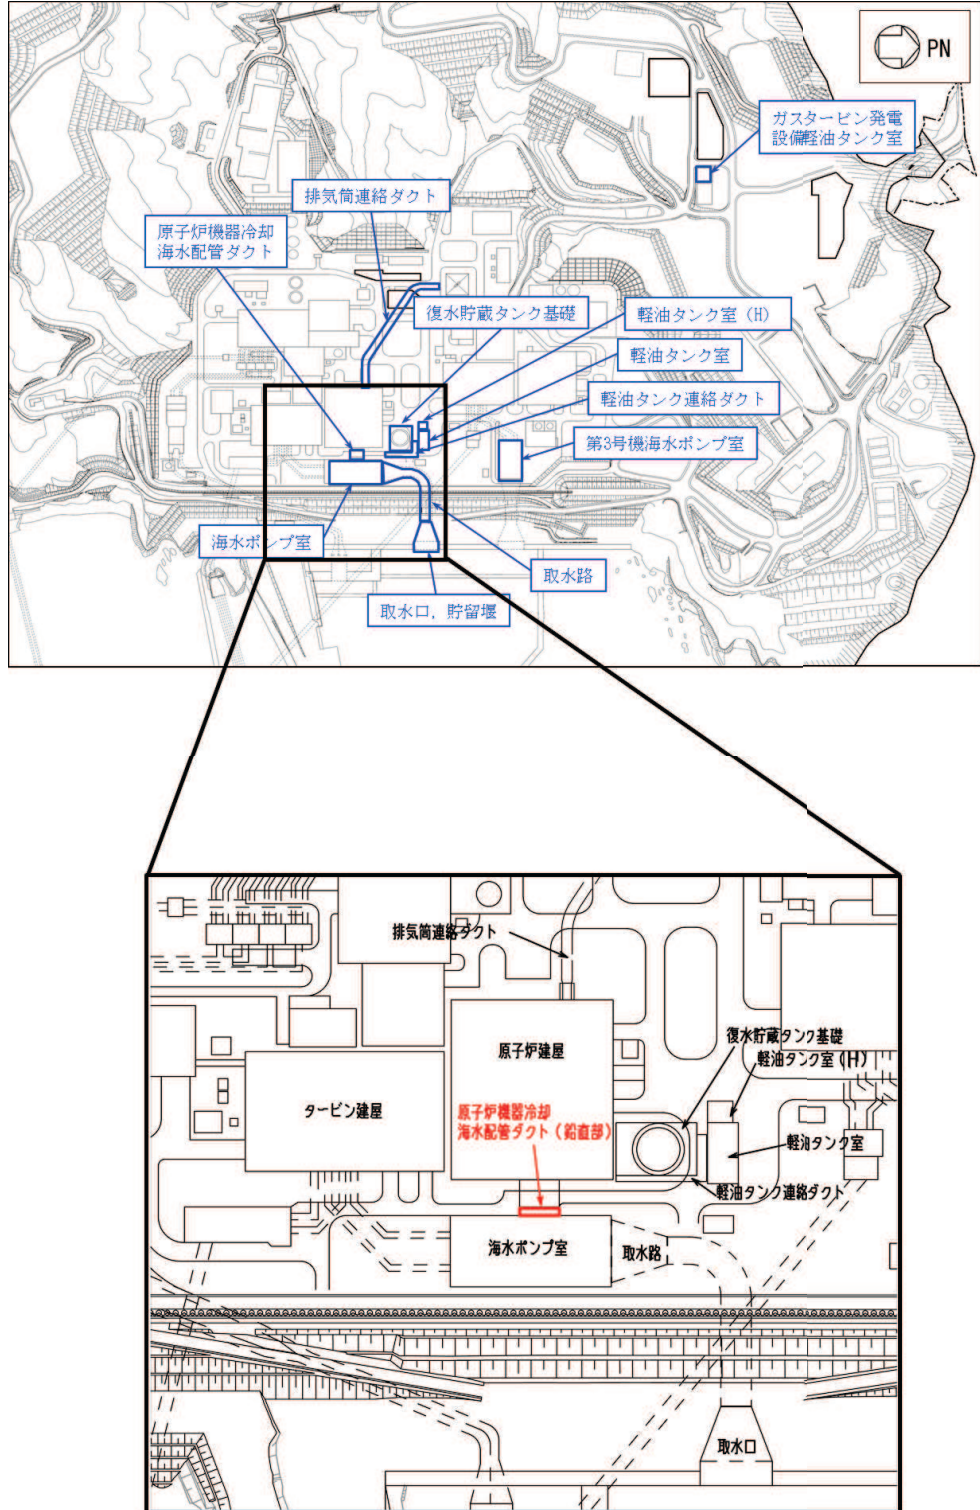 PN
ガスタービン発電
設備軽油タンク室
排気筒連絡ダクト
原子炉機器冷却
海水配管ダクト
復水貯蔵タンク基礎
軽油タンク室(H)
軽油タンク室
軽油タンク連絡ダクト
第3号機海水ポンプ室
海水ポンプ室
取水路
取水口, 貯留堰
排気筒連絡ダクト
原子炉建屋
復水貯蔵タンク基礎
軽油タンク室(H)
タービン建屋
原子炉機器冷却
海水配管ダクト(鉛直部)
軽油タンク室
軽油タンク連絡ダクト
海水ポンプ室
取水路
取水口